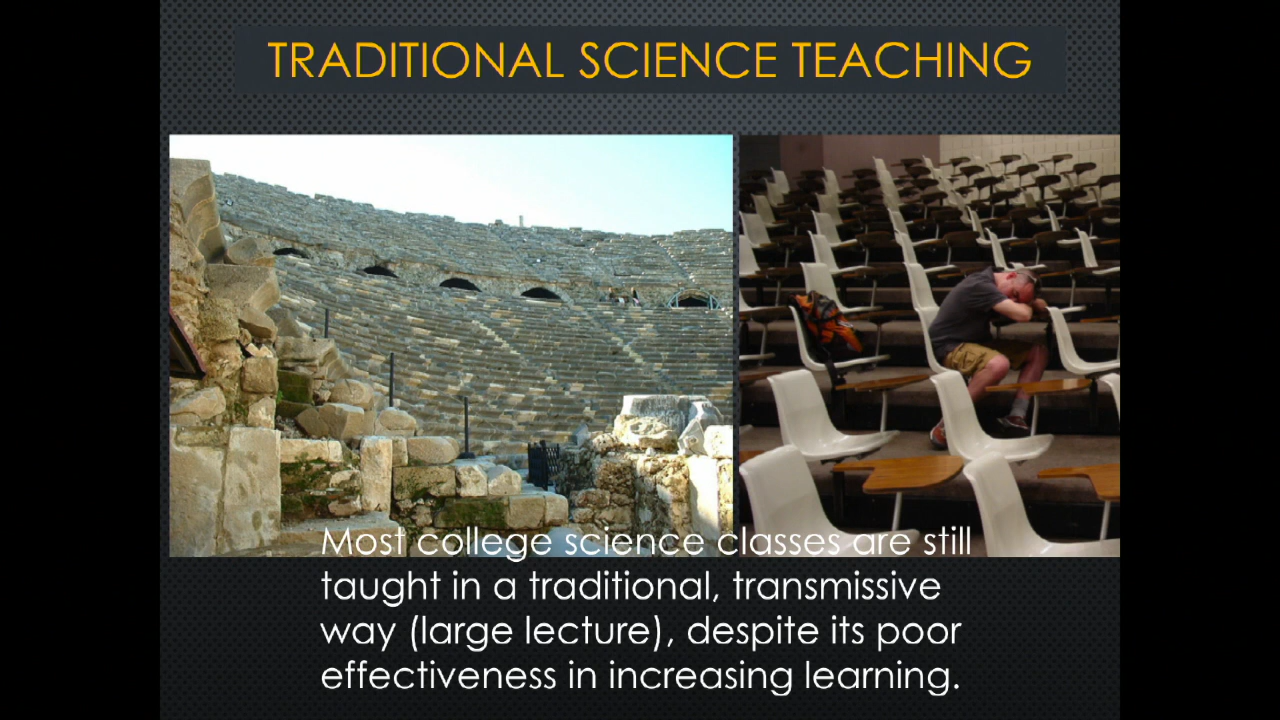 TRADITIONAL SCIENCE TEACHING
Most college science classes are still
taught in a traditional, transmissive
way (large lecture), despite its poor
effectiveness in increasing learning.